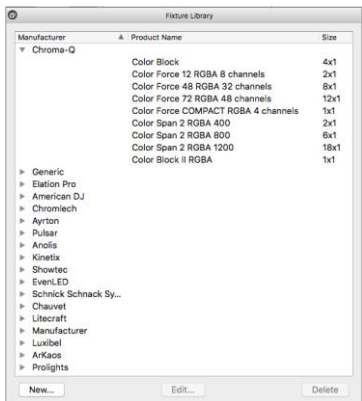 Fixture Library
Manufacturer Product Name Size
Chroma-Q
Color Block 4x1
Color Force 12 RGBA 8 channels 2x1
Color Force 48 RGBA 32 channels 8x1
Color Force 72 RGBA 48 channels 12x1
Color Force COMPACT RGBA 4 channels 1x1
Color Span 2 RGBA 400 2x1
Color Span 2 RGBA 800 6x1
Color Span 2 RGBA 1200 18x1
Color Block II RGBA 1x1
Generic
Elation Pro
American DJ
Chromlech
Ayrton
Pulsar
Anolis
Kinetix
Showtec
EvenLED
Schnick Schnack Sy...
Chauvet
Litecraft
Manufacturer
Luxibel
ArKaos
Prolights
New... Edit... Delete